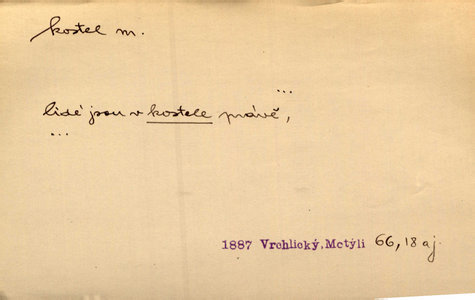 kostel m.
...
lidé jsou v kostele právě,
...
1887 Vrchlický, Motýli 66, 18 aj.